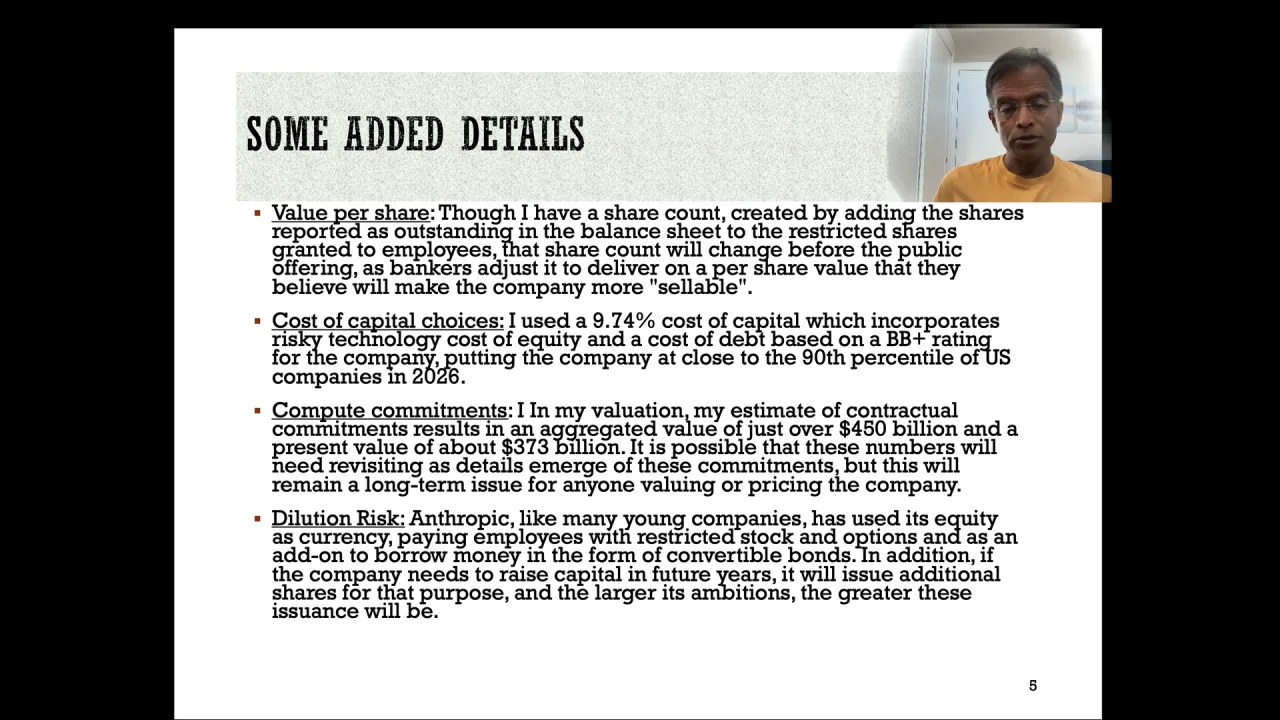 SOME ADDED DETAILS
▪ Value per share: Though I have a share count, created by adding the shares
reported as outstanding in the balance sheet to the restricted shares
granted to employees, that share count will change before the public
offering, as bankers adjust it to deliver on a per share value that they
believe will make the company more "sellable".
▪ Cost of capital choices: I used a 9.74% cost of capital which incorporates
risky technology cost of equity and a cost of debt based on a BB+ rating
for the company, putting the company at close to the 90th percentile of US
companies in 2026.
▪ Compute commitments: I In my valuation, my estimate of contractual
commitments results in an aggregated value of just over $450 billion and a
present value of about $373 billion. It is possible that these numbers will
need revisiting as details emerge of these commitments, but this will
remain a long-term issue for anyone valuing or pricing the company.
▪ Dilution Risk: Anthropic, like many young companies, has used its equity
as currency, paying employees with restricted stock and options and as an
add-on to borrow money in the form of convertible bonds. In addition, if
the company needs to raise capital in future years, it will issue additional
shares for that purpose, and the larger its ambitions, the greater these
issuance will be.
5